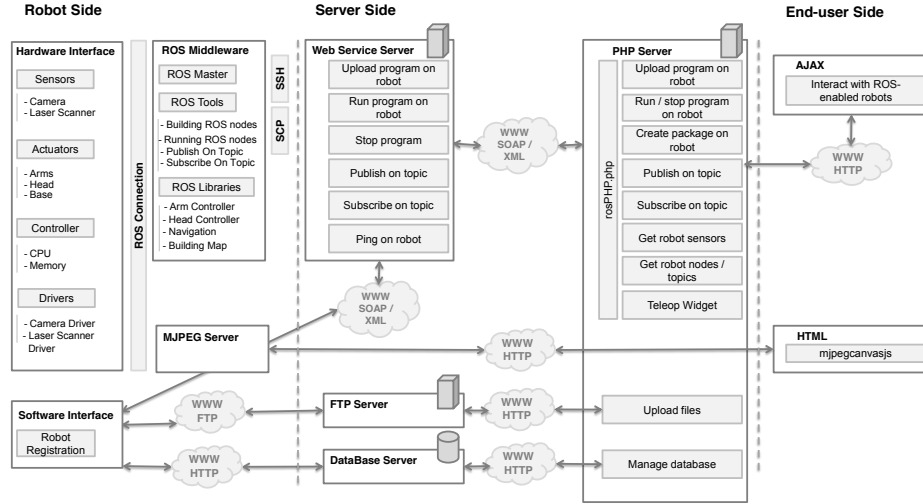 Robot Side
Server Side
End-user Side
Hardware Interface
Sensors
- Camera
- Laser Scanner
Actuators
- Arms
- Head
- Base
Controller
- CPU
- Memory
Drivers
- Camera Driver
- Laser Scanner
Driver
ROS Connection
ROS Middleware
ROS Master
ROS Tools
- Building ROS nodes
- Running ROS nodes
- Publish On Topic
- Subscribe On Topic
ROS Libraries
- Arm Controller
- Head Controller
- Navigation
- Building Map
SSH
SCP
Web Service Server
Upload program on
robot
Run program on
robot
Stop program
Publish on topic
Subscribe on topic
Ping on robot
WWW
SOAP /
XML
WWW
SOAP /
XML
PHP Server
rosPHP.php
Upload program on
robot
Run / stop program on
robot
Create package on
robot
Publish on topic
Subscribe on topic
Get robot sensors
Get robot nodes /
topics
Teleop Widget
AJAX
Interact with ROS-
enabled robots
WWW
HTTP
MJPEG Server
WWW
HTTP
HTML
mjpegcanvasjs
Software Interface
Robot
Registration
WWW
FTP
FTP Server
WWW
HTTP
Upload files
WWW
HTTP
DataBase Server
WWW
HTTP
Manage database